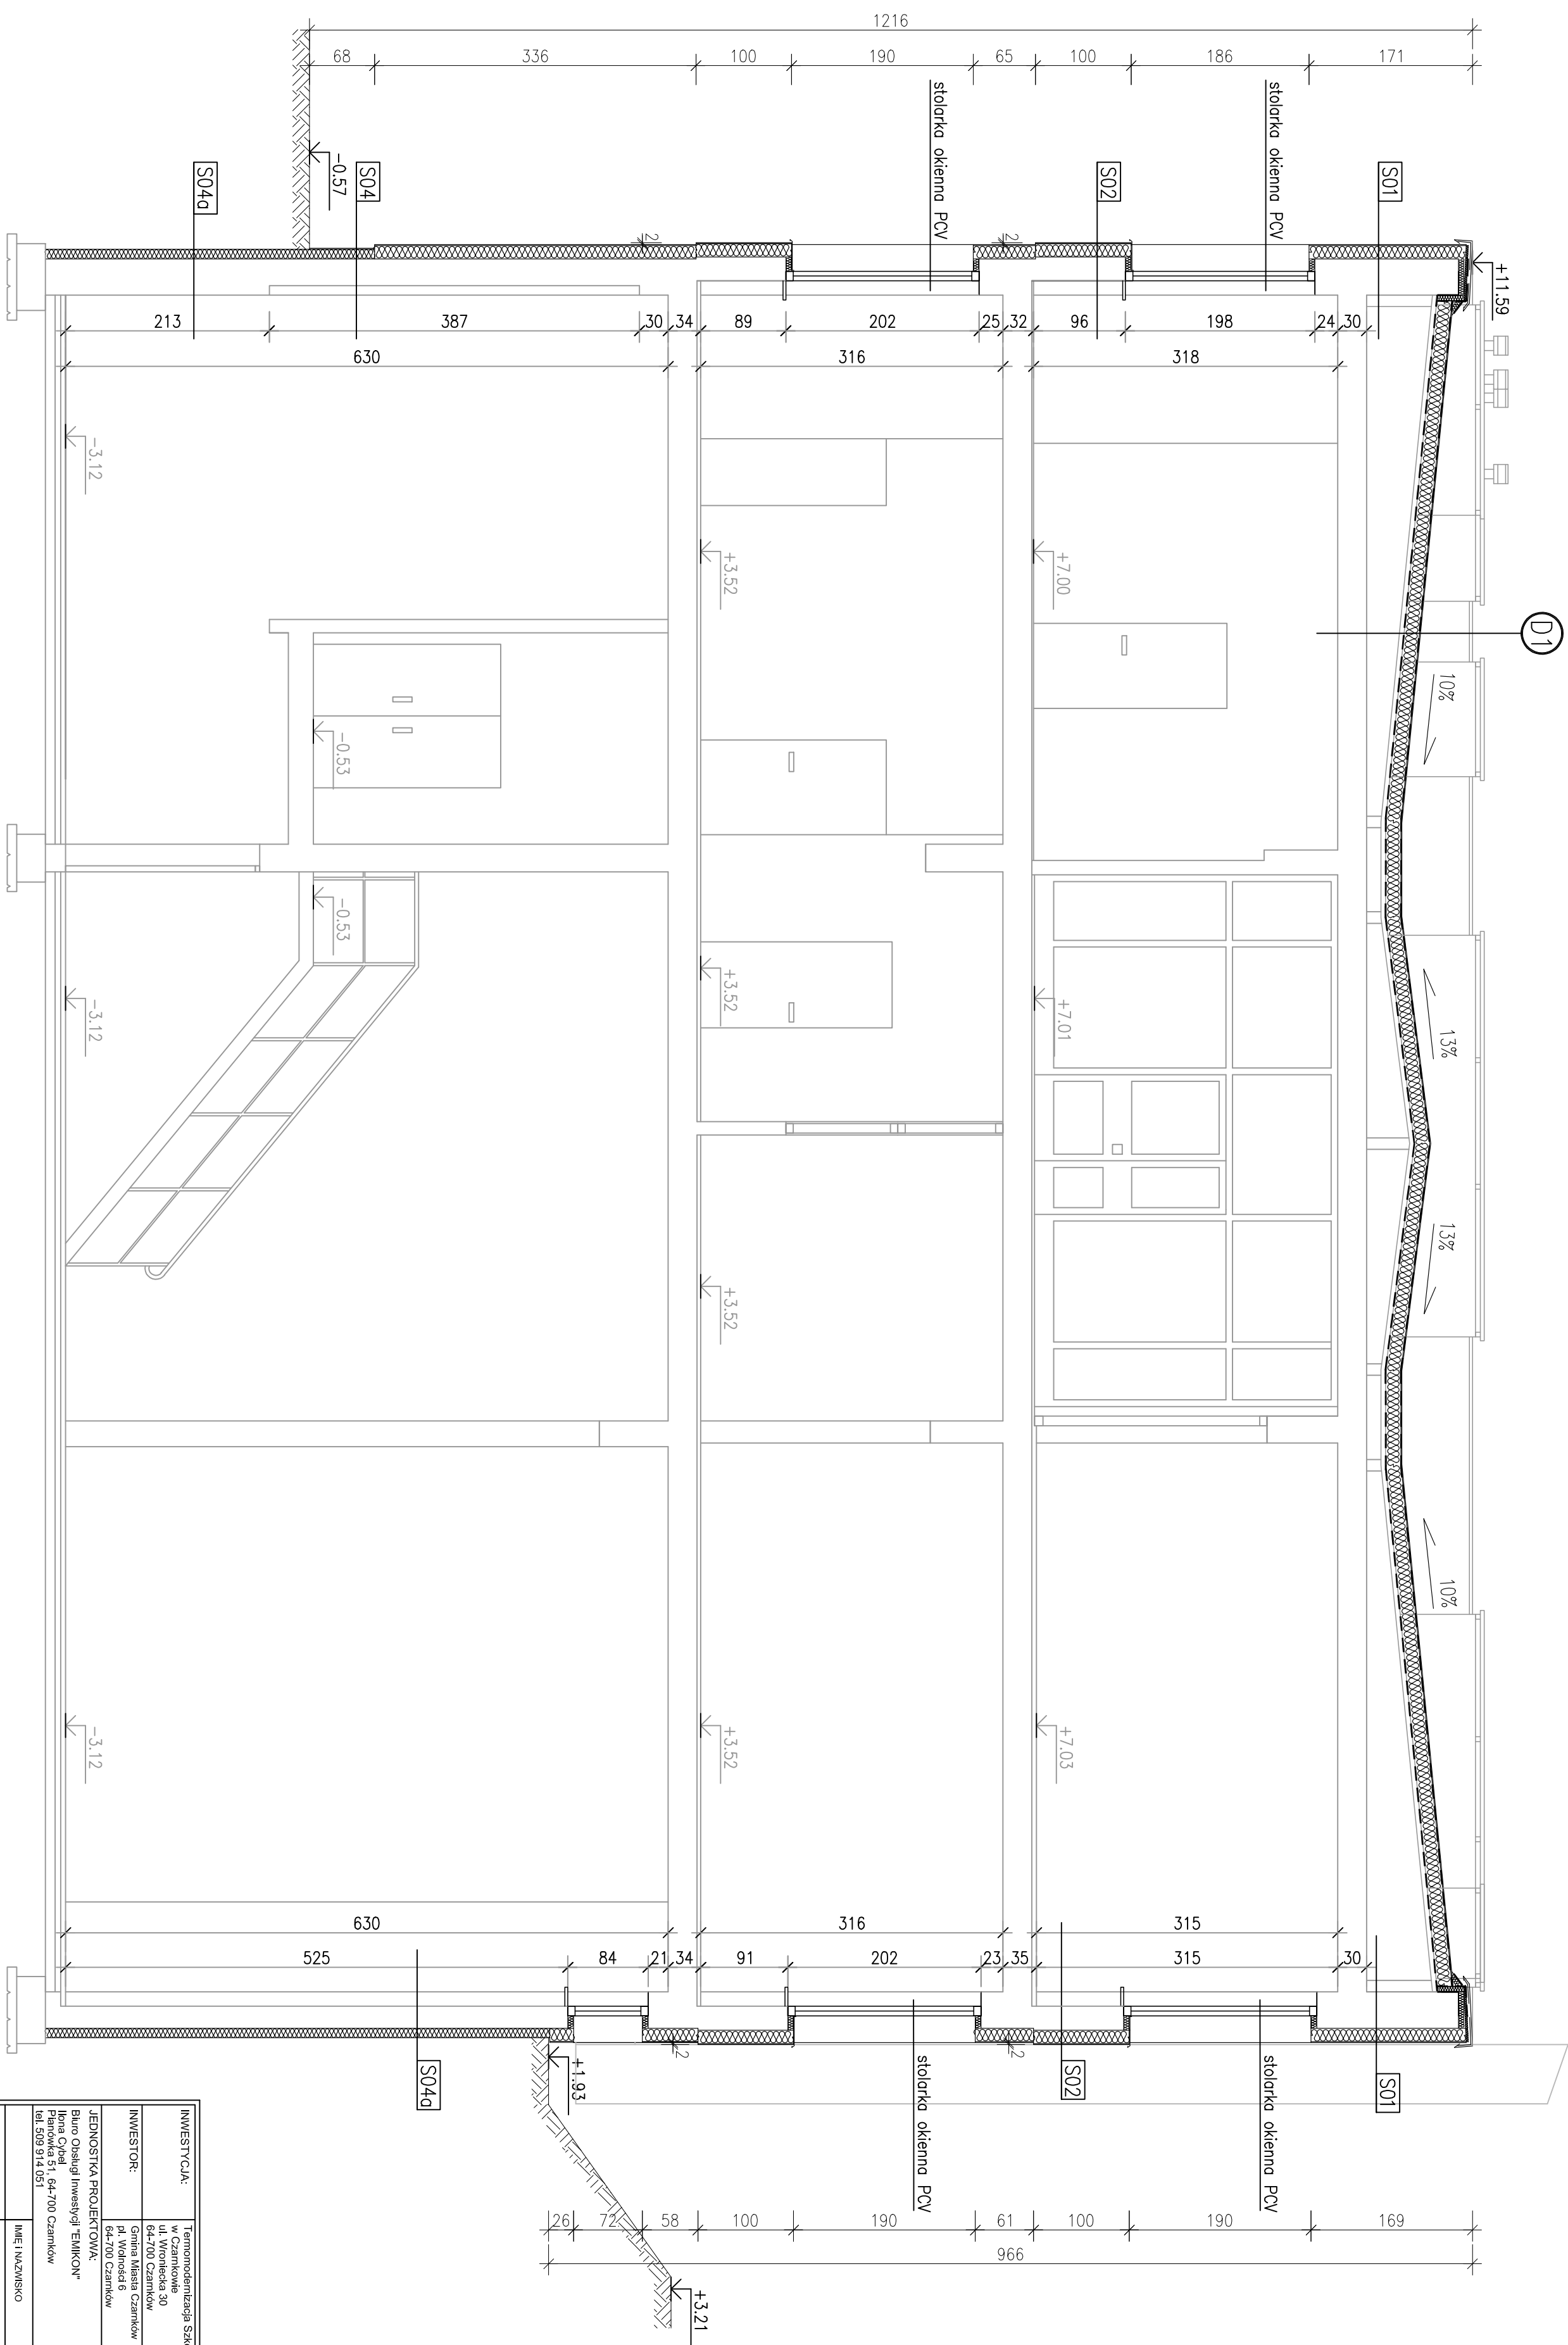 1216
68
336
100
190
65
100
186
171
stolarka okienna PCV
stolarka okienna PCV
S04a
-0.57
S04
S02
S01
+11.59
2
2
213
387
30
34
89
202
25
32
96
198
24
30
630
316
318
-3.12
+3.52
+7.00
D1
10%
-0.53
-0.53
-3.12
+3.52
+7.01
13%
13%
+3.52
10%
-3.12
+3.52
+7.03
630
316
315
525
84
21
34
91
202
23
35
315
30
2
2
+1.93
S04a
S02
S01
stolarka okienna PCV
stolarka okienna PCV
26
72
58
100
190
61
100
190
169
966
+3.21
INWESTYCJA:
w Czarnkowie
ul. Wroniecka 30
64-700 Czarnków
INWESTOR:
Gmina Miasta Czarnków
pl. Wolności 6
64-700 Czarnków
JEDNOSTKA PROJEKTOWA:
Biuro Obsługi Inwestycji "EMIKON"
Ilona Cybel
Pianówka 51, 64-700 Czarnków
tel. 509 914 051
IMIĘ I NAZWISKO